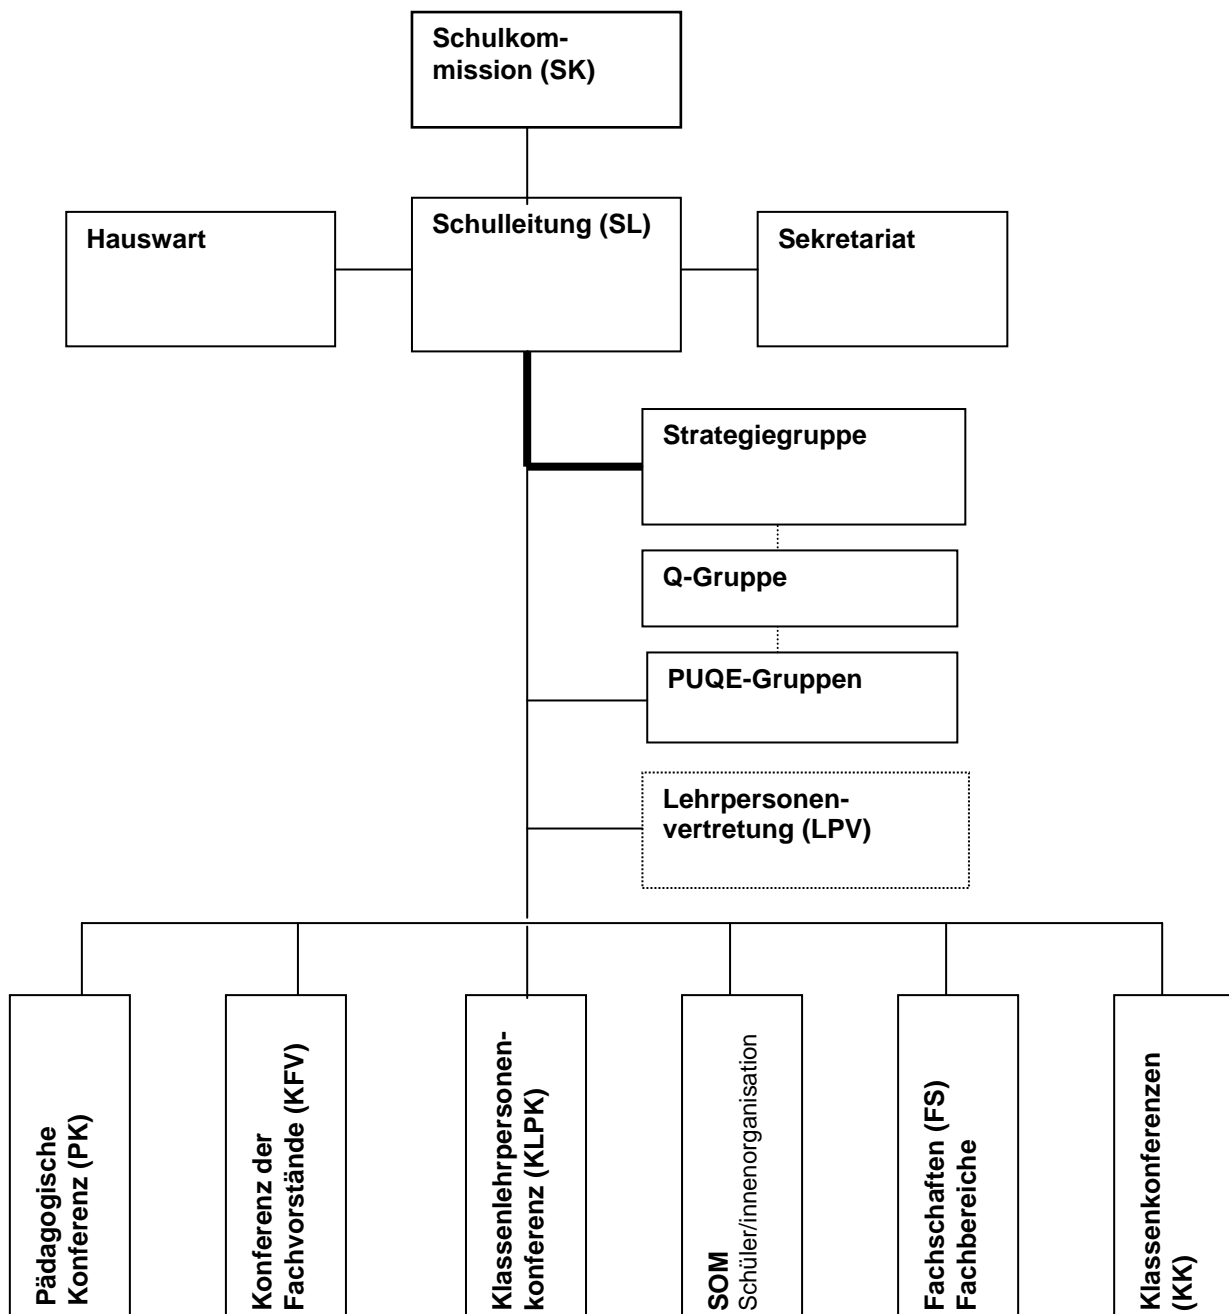 Schulkom-
mission (SK)
Hauswart
Schulleitung (SL)
Sekretariat
Strategiegruppe
Q-Gruppe
PUQE-Gruppen
Lehrpersonen-
vertretung (LPV)
Pädagogische
Konferenz (PK)
Konferenz der
Fachvorstände (KFV)
Klassenlehrpersonen-
konferenz (KLPK)
SOM
Schüler/innenorganisation
Fachschaften (FS)
Fachbereiche
Klassenkonferenzen
(KK)